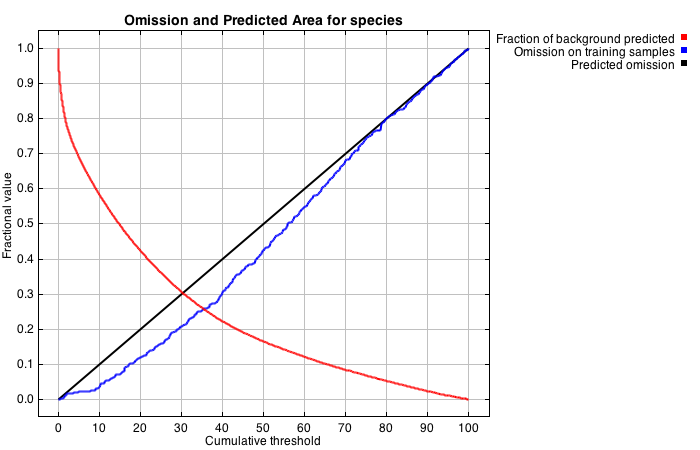 Omission and Predicted Area for species
Fraction of background predicted
Omission on training samples
Predicted omission
Fractional value
1.0
0.9
0.8
0.7
0.6
0.5
0.4
0.3
0.2
0.1
0.0
0 10 20 30 40 50 60 70 80 90 100
Cumulative threshold